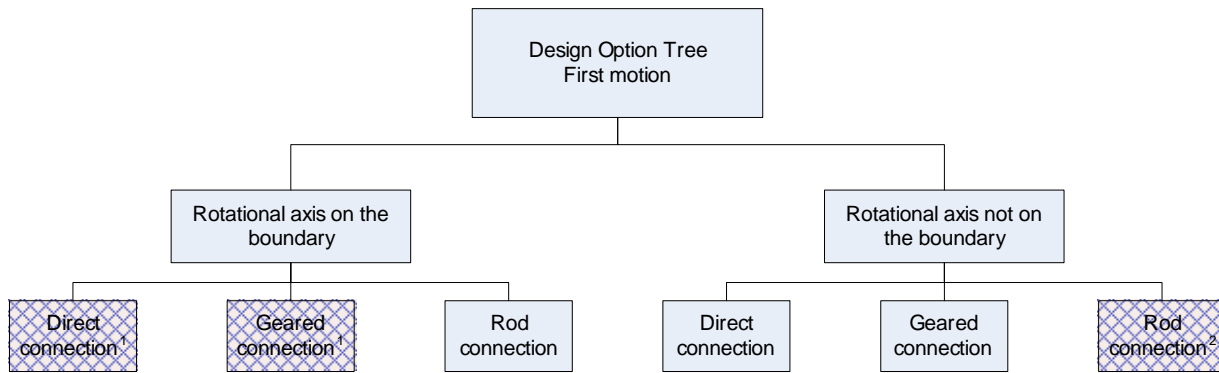 Design Option Tree
First motion
Rotational axis on the
boundary
Rotational axis not on
the boundary
Direct
connection¹
Geared
connection¹
Rod
connection
Direct
connection
Geared
connection
Rod
connection²